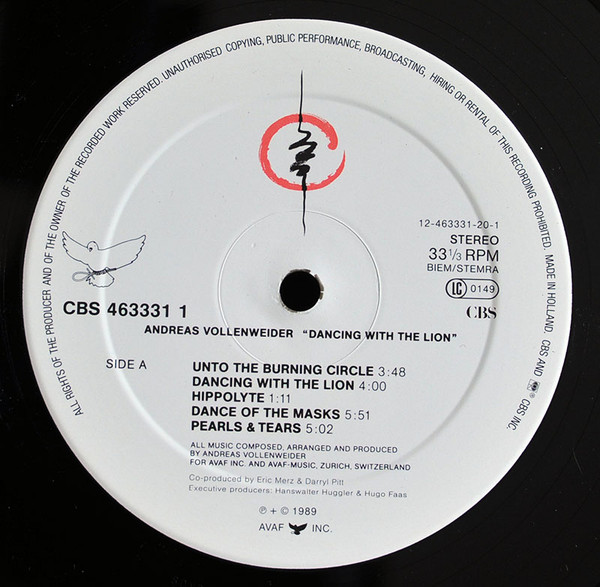 ALL RIGHTS OF THE PRODUCER AND OF THE OWNER OF THE RECORDED WORK RESERVED. UNAUTHORISED COPYING, PUBLIC PERFORMANCE, BROADCASTING, HIRING OR RENTAL OF THIS RECORDING PROHIBITED. MADE IN HOLLAND. CBS AND CBS INC.
12-463331-20-1
STEREO
33 1/3 RPM
BIEM/STEMRA
LC 0149
CBS 463331 1
CBS
ANDREAS VOLLENWEIDER "DANCING WITH THE LION"
SIDE A
UNTO THE BURNING CIRCLE 3:48
DANCING WITH THE LION 4:00
HIPPOLYTE 1:11
DANCE OF THE MASKS 5:51
PEARLS & TEARS 5:02
ALL MUSIC COMPOSED, ARRANGED AND PRODUCED
BY ANDREAS VOLLENWEIDER
FOR AVAF INC. AND AVAF-MUSIC, ZURICH, SWITZERLAND
Co-produced by Eric Merz & Darryl Pitt
Executive producers: Hanswalter Huggler & Hugo Faas
℗ + © 1989
AVAF INC.